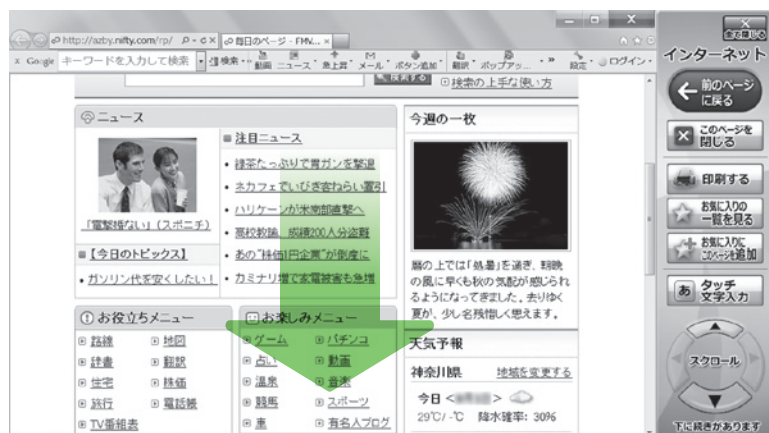 http://azby.nifty.com/rp/
毎日のページ - FMV...
Google
キーワードを入力して検索
検索
動画
ニュース
急上昇
メール
ボタン追加
翻訳
ポップアッ...
設定
ログイン
検索する
検索の上手な使い方
ニュース
注目ニュース
緑茶たっぷりで胃ガンを撃退
ネカフェでいびき客ねらい置引
ハリケーンが米南部直撃へ
高校教諭、成績200人分盗難
あの"株価1円企業"が倒産に
カミナリ増で家電被害も急増
「電撃婚ない」(スポニチ)
【今日のトピックス】
ガソリン代を安くしたい!
今週の一枚
暦の上では「処暑」を過ぎ、朝晩
の風に早くも秋の気配が感じられ
るようになってきました。去りゆく
夏が、少し名残惜しく思えます。
お役立ちメニュー
路線
地図
辞書
翻訳
住宅
株価
旅行
電話帳
TV番組表
お楽しみメニュー
ゲーム
パチンコ
占い
動画
温泉
音楽
競馬
スポーツ
車
有名人ブログ
天気予報
神奈川県
地域を変更する
今日
29℃/-℃ 降水確率: 30%
全て閉じる
インターネット
前のページ
に戻る
このページを
閉じる
印刷する
お気に入りの
一覧を見る
お気に入りに
このページを追加
あ
タッチ
文字入力
スクロール
下に続きがあります